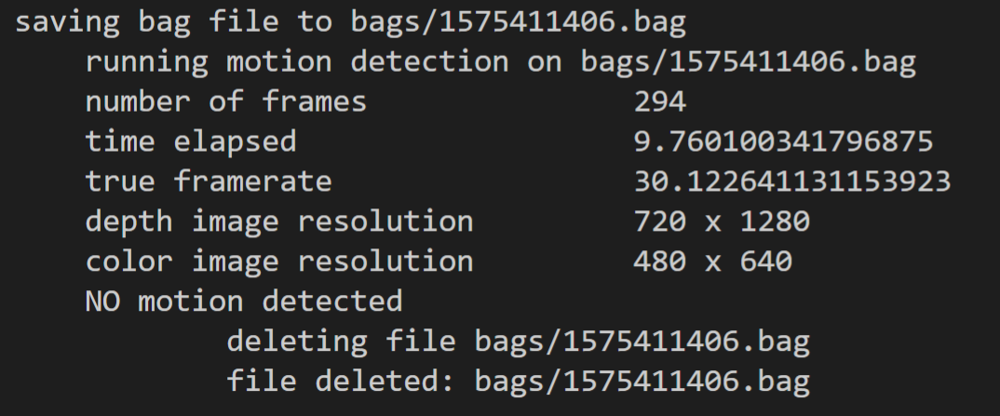 saving bag file to bags/1575411406.bag
running motion detection on bags/1575411406.bag
number of frames 294
time elapsed 9.760100341796875
true framerate 30.122641131153923
depth image resolution 720 x 1280
color image resolution 480 x 640
NO motion detected
deleting file bags/1575411406.bag
file deleted: bags/1575411406.bag